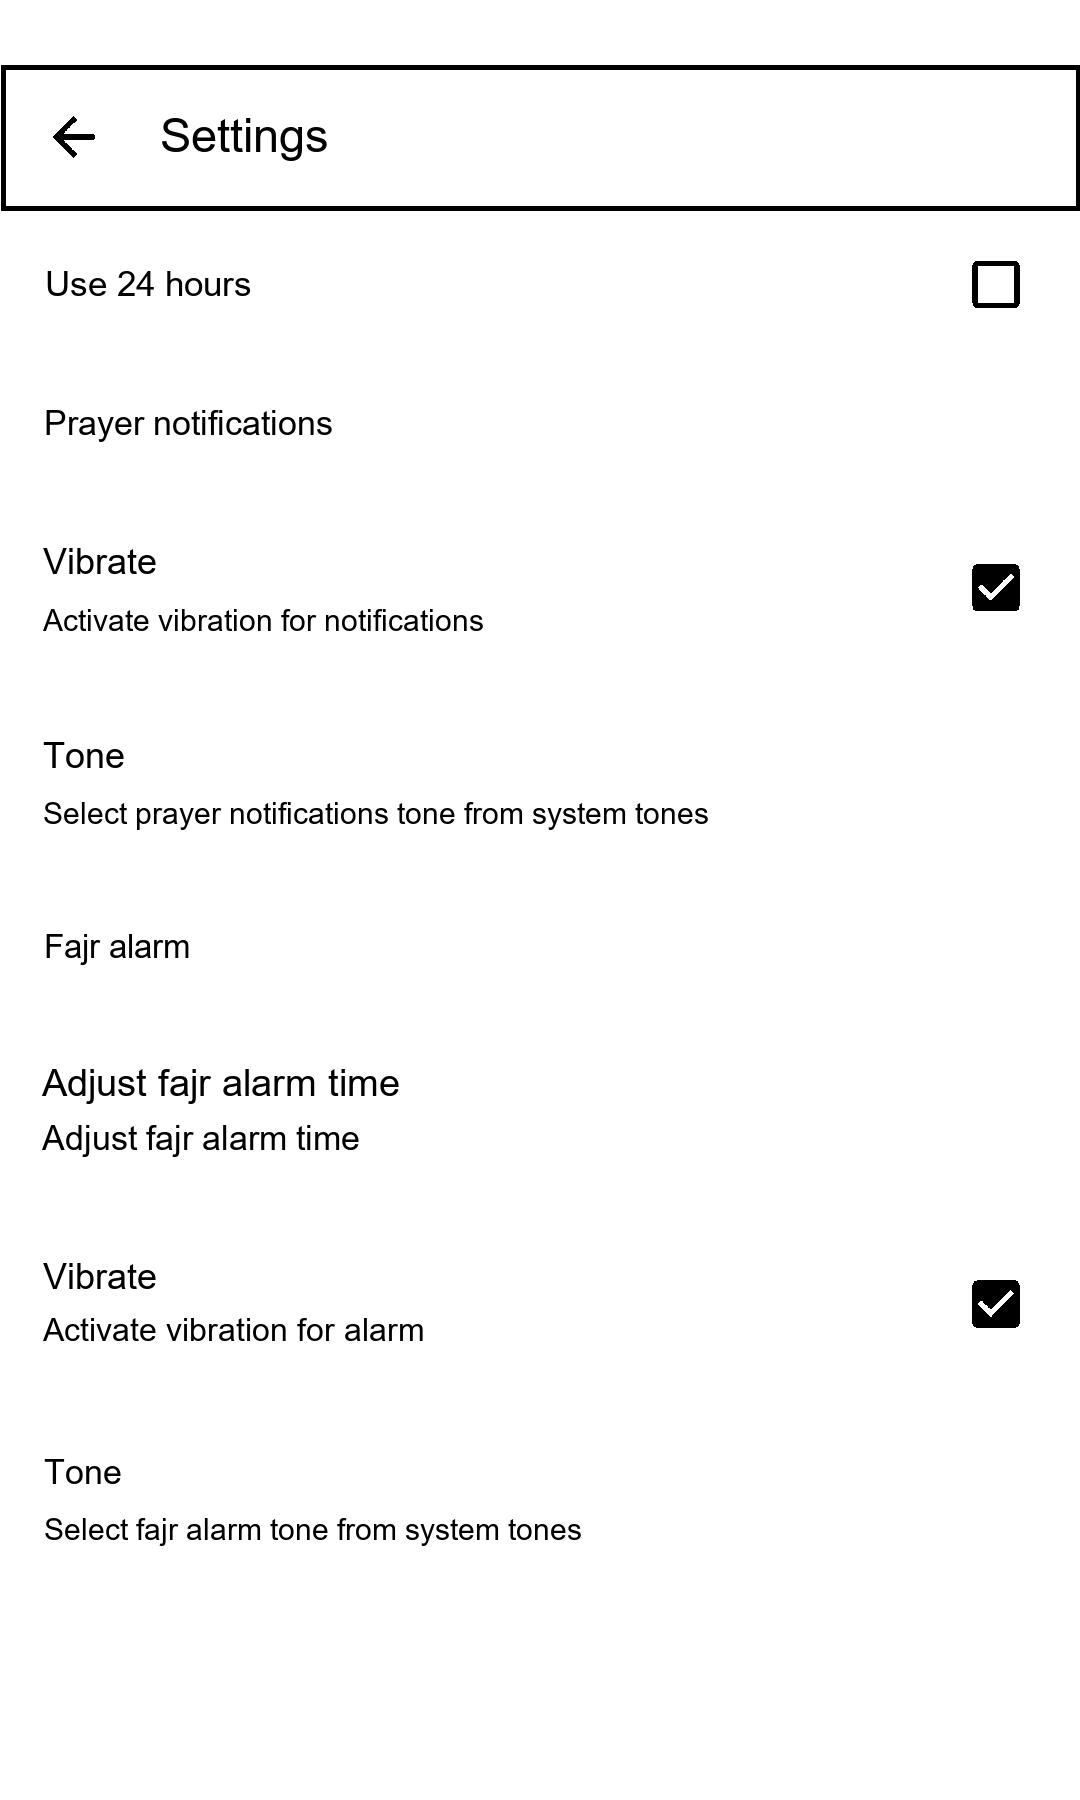 Settings
Use 24 hours
Prayer notifications
Vibrate
Activate vibration for notifications
Tone
Select prayer notifications tone from system tones
Fajr alarm
Adjust fajr alarm time
Adjust fajr alarm time
Vibrate
Activate vibration for alarm
Tone
Select fajr alarm tone from system tones